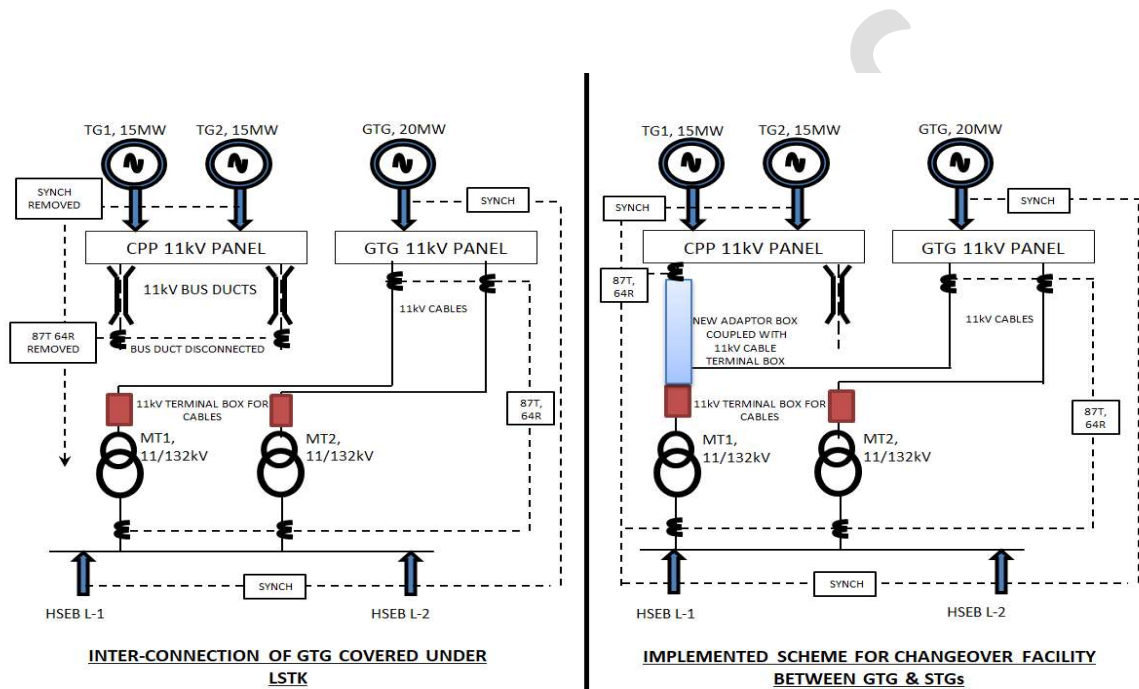 TG1, 15MW
TG2, 15MW
GTG, 20MW
SYNCH
REMOVED
SYNCH
CPP 11kV PANEL
GTG 11kV PANEL
11kV BUS DUCTS
11kV CABLES
87T 64R
REMOVED
BUS DUCT DISCONNECTED
87T,
64R
11kV TERMINAL BOX FOR
CABLES
MT1,
11/132kV
MT2,
11/132kV
SYNCH
HSEB L-1
HSEB L-2
INTER-CONNECTION OF GTG COVERED UNDER
LSTK
TG1, 15MW
TG2, 15MW
GTG, 20MW
SYNCH
SYNCH
CPP 11kV PANEL
GTG 11kV PANEL
87T,
64R
NEW ADAPTOR BOX
COUPLED WITH
11kV CABLE
TERMINAL BOX
11kV CABLES
11kV TERMINAL BOX FOR
CABLES
87T,
64R
MT1,
11/132kV
MT2,
11/132kV
SYNCH
HSEB L-1
HSEB L-2
IMPLEMENTED SCHEME FOR CHANGEOVER FACILITY
BETWEEN GTG & STGs